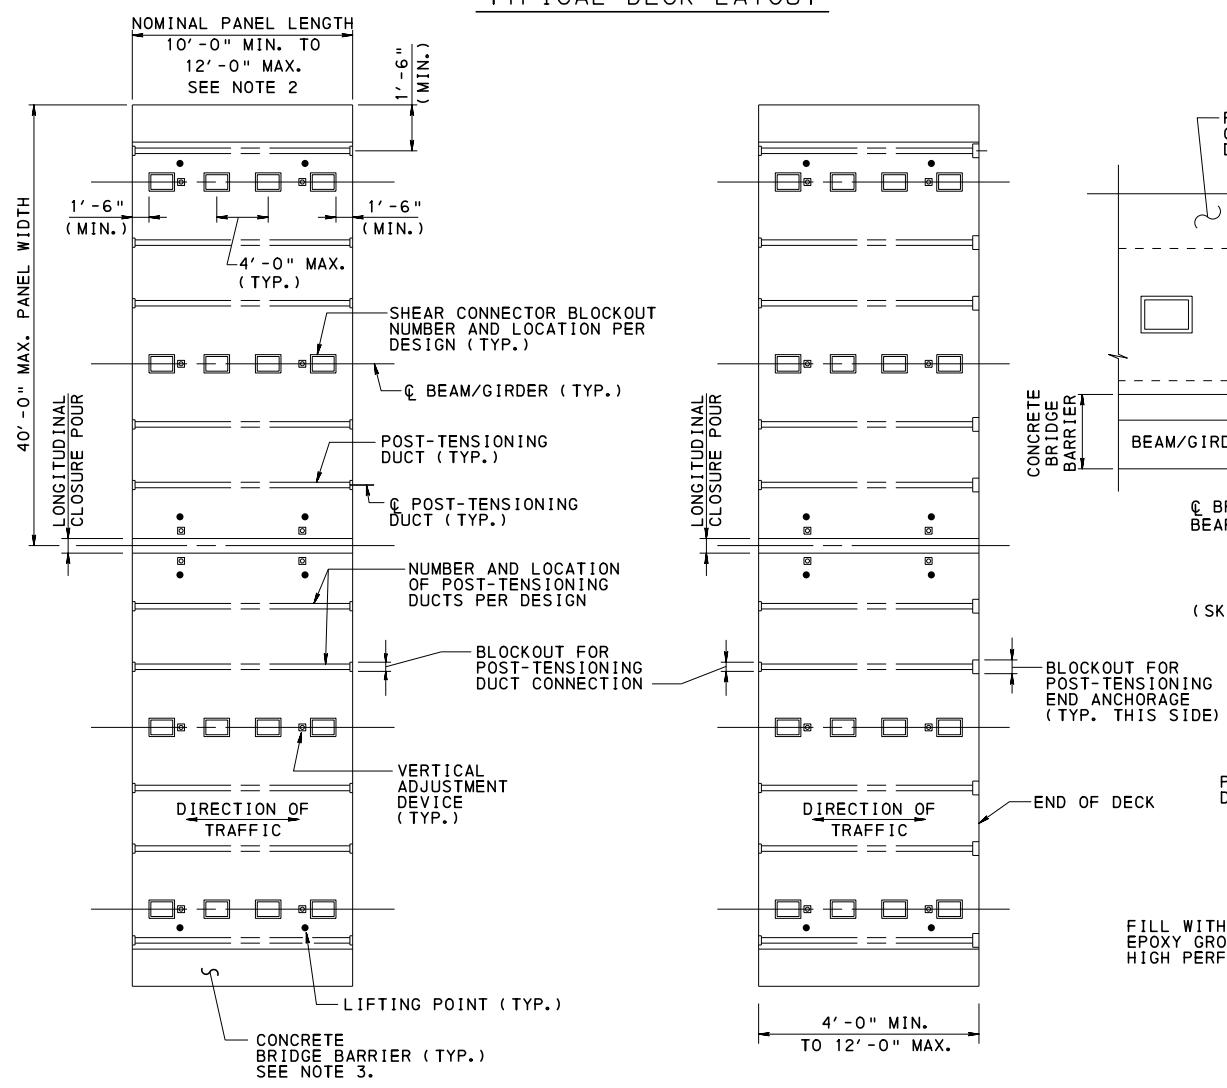 TYPICAL DECK LAYOUT
NOMINAL PANEL LENGTH
10'-0" MIN. TO
12'-0" MAX.
SEE NOTE 2
1'-6"
(MIN.)
40'-0" MAX. PANEL WIDTH
1'-6"
(MIN.)
1'-6"
(MIN.)
4'-0" MAX.
(TYP.)
SHEAR CONNECTOR BLOCKOUT
NUMBER AND LOCATION PER
DESIGN (TYP.)
℄ BEAM/GIRDER (TYP.)
LONGITUDINAL
CLOSURE POUR
POST-TENSIONING
DUCT (TYP.)
℄ POST-TENSIONING
DUCT (TYP.)
NUMBER AND LOCATION
OF POST-TENSIONING
DUCTS PER DESIGN
BLOCKOUT FOR
POST-TENSIONING
DUCT CONNECTION
VERTICAL
ADJUSTMENT
DEVICE
(TYP.)
DIRECTION OF
TRAFFIC
LIFTING POINT (TYP.)
CONCRETE
BRIDGE BARRIER (TYP.)
SEE NOTE 3.
LONGITUDINAL
CLOSURE POUR
BLOCKOUT FOR
POST-TENSIONING
END ANCHORAGE
(TYP. THIS SIDE)
DIRECTION OF
TRAFFIC
END OF DECK
4'-0" MIN.
TO 12'-0" MAX.
CONCRETE
BRIDGE
BARRIER
BEAM/GIRD
℄ BR
BEAR
(SK
FILL WITH
EPOXY GRO
HIGH PERF